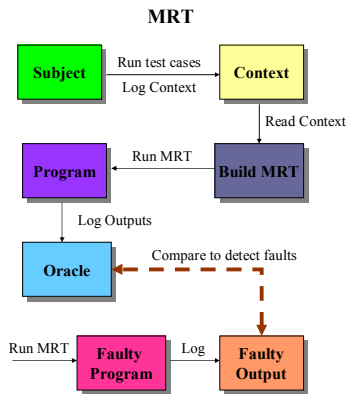 MRT
Subject
Run test cases
Log Context
Context
Read Context
Program
Run MRT
Build MRT
Log Outputs
Oracle
Compare to detect faults
Run MRT
Faulty
Program
Log
Faulty
Output